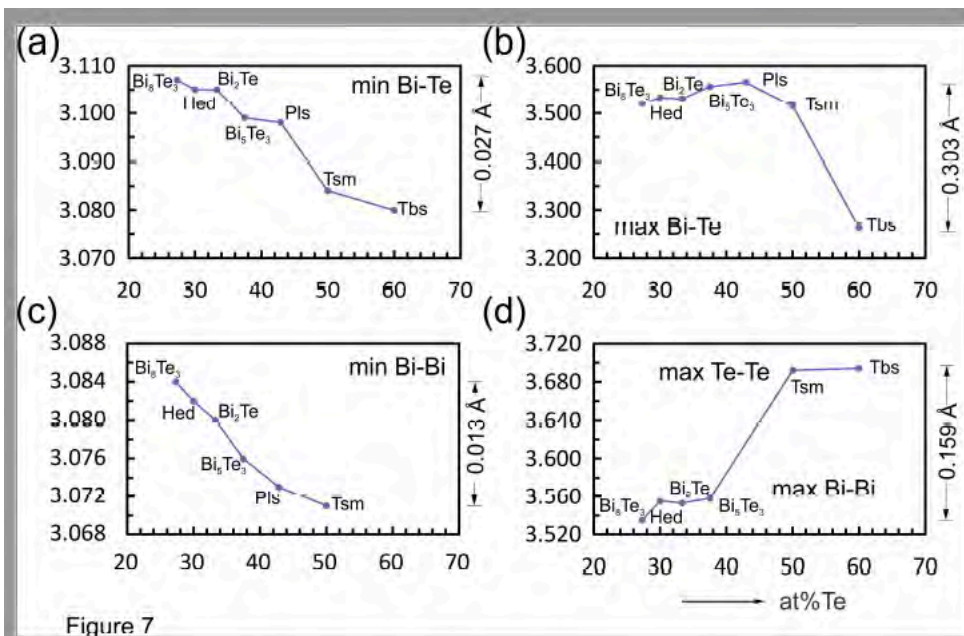 (a)
3.110
3.100
3.090
3.080
3.070
20 30 40 50 60 70
Bi₈Te₃
Hed
Bi₂Te
Bi₅Te₃
Pls
Tsm
Tbs
min Bi-Te
0.027 Å
(b)
3.600
3.500
3.400
3.300
3.200
20 30 40 50 60 70
Bi₈Te₃
Hed
Bi₂Te
Bi₅Te₃
Pls
Tsm
Tbs
max Bi-Te
0.303 Å
(c)
3.088
3.084
3.080
3.076
3.072
3.068
20 30 40 50 60 70
Bi₈Te₃
Hed
Bi₂Te
Bi₅Te₃
Pls
Tsm
min Bi-Bi
0.013 Å
(d)
3.720
3.680
3.640
3.600
3.560
3.520
20 30 40 50 60 70
Bi₈Te₃
Hed
Bi₂Te
Bi₅Te₃
max Te-Te
Tsm
Tbs
max Bi-Bi
0.159 Å
at%Te
Figure 7